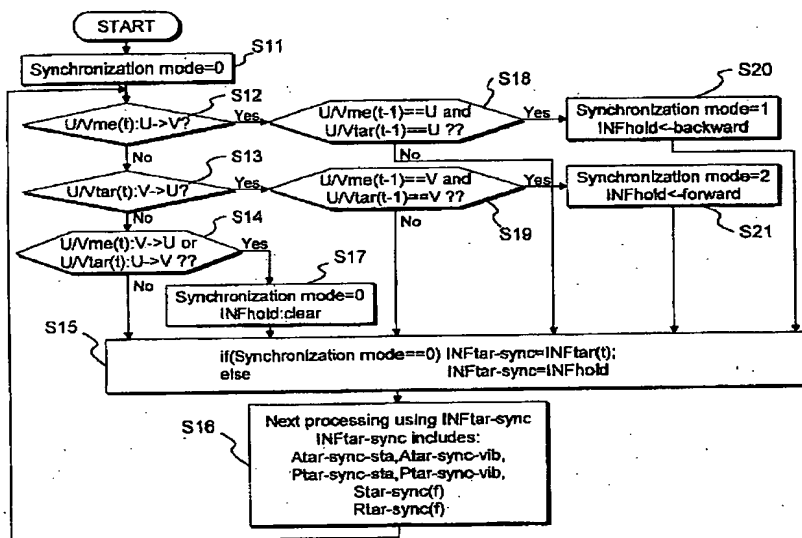 START
S11
Synchronization mode=0
S12
U/Vme(t):U->V?
Yes
No
S18
U/Vme(t-1)==U and
U/Vtar(t-1)==U ??
Yes
No
S20
Synchronization mode=1
INFhold<-backward
S13
U/Vtar(t):V->U?
Yes
No
U/Vme(t-1)==V and
U/Vtar(t-1)==V ??
Yes
No
S19
Synchronization mode=2
INFhold<-forward
S21
S14
U/Vme(t):V->U or
U/Vtar(t):U->V ??
Yes
No
S17
Synchronization mode=0
INFhold:clear
S15
if(Synchronization mode==0) INFtar-sync=INFtar(t);
else INFtar-sync=INFhold
S16
Next processing using INFtar-sync
INFtar-sync includes:
Atar-sync-sta,Atar-sync-vib,
Ptar-sync-sta,Ptar-sync-vib,
Star-sync(f)
Rtar-sync(f)